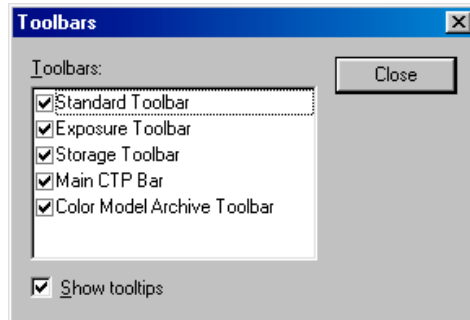 Toolbars
Toolbars:
Close
Standard Toolbar
Exposure Toolbar
Storage Toolbar
Main CTP Bar
Color Model Archive Toolbar
Show tooltips